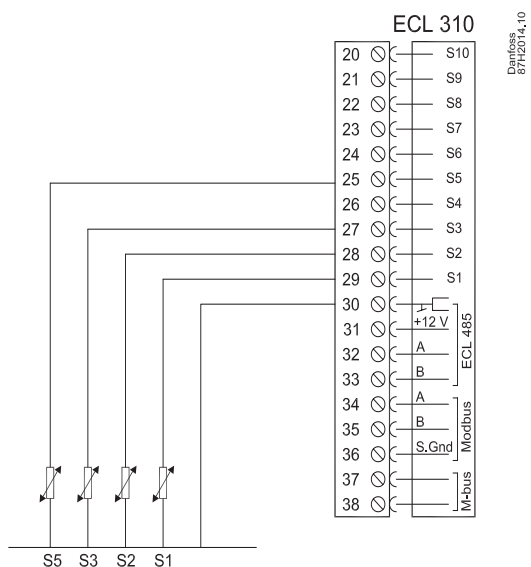 ECL 310
Danfoss
87H2014.10
20 S10
21 S9
22 S8
23 S7
24 S6
25 S5
26 S4
27 S3
28 S2
29 S1
30
31 +12 V
32 A
33 B
ECL 485
34 A
35 B
36 S.Gnd
Modbus
37
38
M-bus
S5 S3 S2 S1